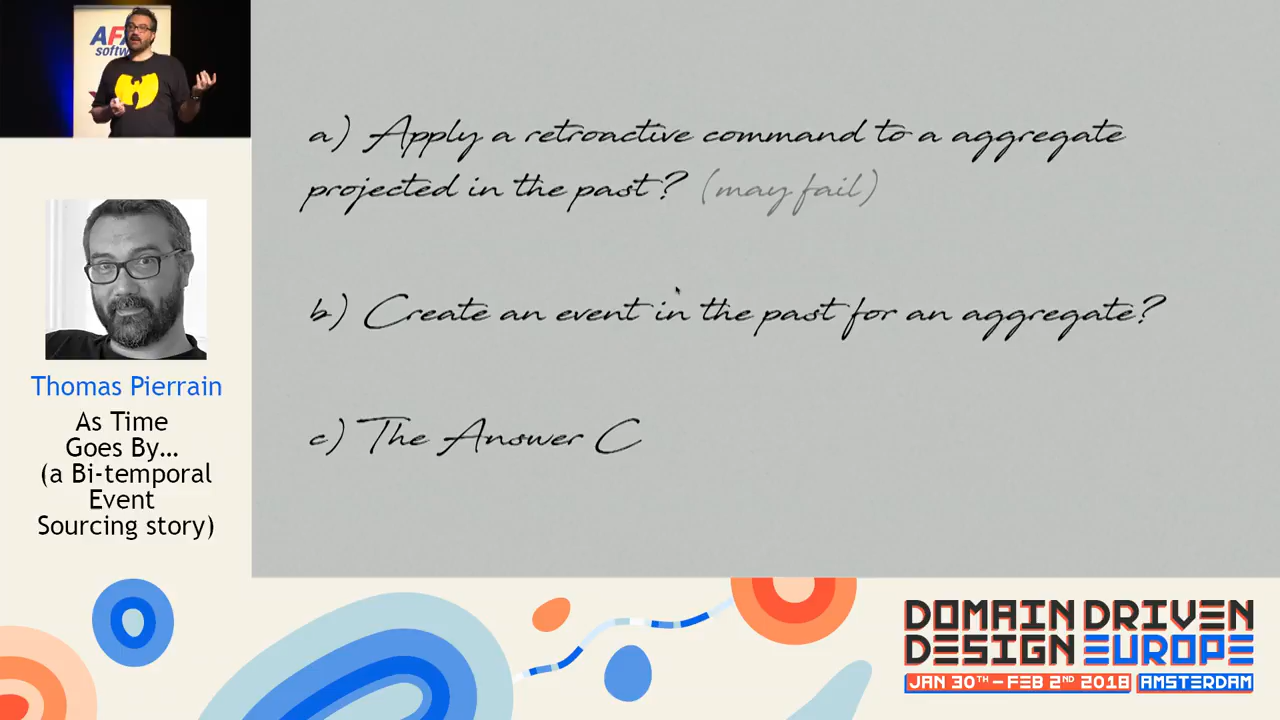 AF
softw
a) Apply a retroactive command to a aggregate
projected in the past? (may fail)
b) Create an event in the past for an aggregate?
c) The Answer C
Thomas Pierrain
As Time
Goes By...
(a Bi-temporal
Event
Sourcing story)
DOMAIN DRIVEN
DESIGN EUROPE
JAN 30TH - FEB 2ND 2018 AMSTERDAM